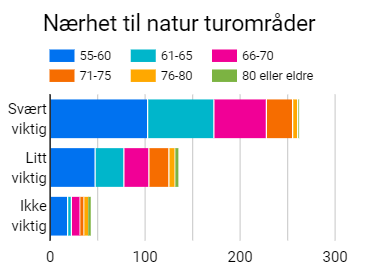 Nærhet til natur turområder
55-60 61-65 66-70
71-75 76-80 80 eller eldre
Svært
viktig
Litt
viktig
Ikke
viktig
0 100 200 300